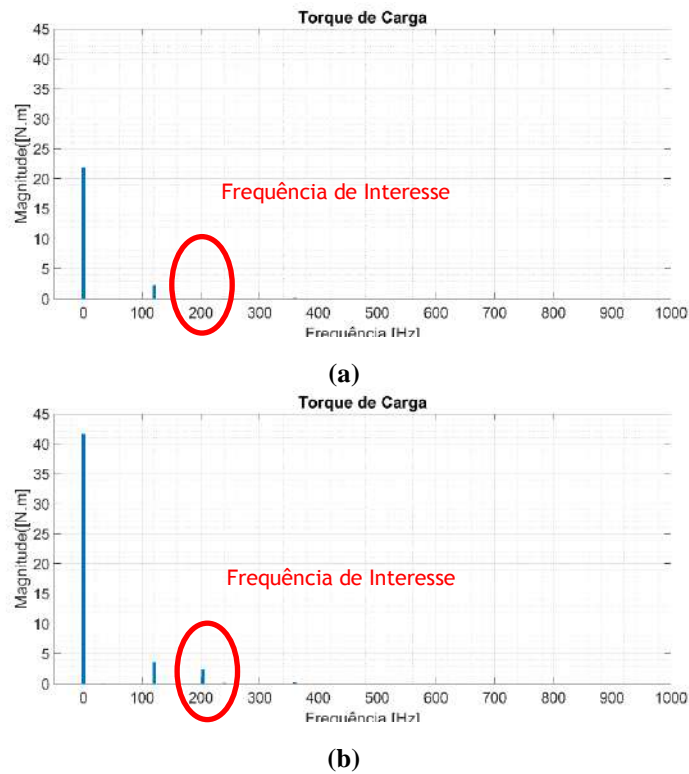 Torque de Carga
45
40
35
30
25
20
15
10
5
0
Magnitude([N.m]
Frequência de Interesse
0 100 200 300 400 500 600 700 800 900 1000
Frequência [Hz]
(a)
Torque de Carga
45
40
35
30
25
20
15
10
5
0
Magnitude([N.m]
Frequência de Interesse
0 100 200 300 400 500 600 700 800 900 1000
Frequência [Hz]
(b)